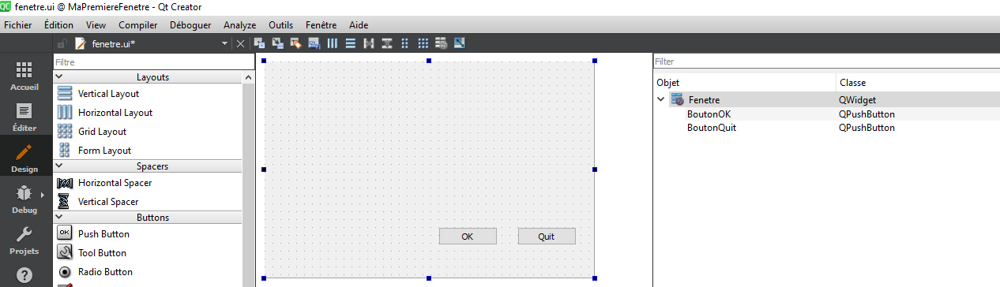 QC fenetre.ui @ MaPremiereFenetre - Qt Creator
Fichier Édition View Compiler Déboguer Analyze Outils Fenêtre Aide
fenetre.ui*
Accueil
Éditer
Design
Debug
Projets
Filtre
Layouts
Vertical Layout
Horizontal Layout
Grid Layout
Form Layout
Spacers
Horizontal Spacer
Vertical Spacer
Buttons
OK Push Button
Tool Button
Radio Button
OK Quit
Filter
Objet Classe
Fenetre QWidget
BoutonOK QPushButton
BoutonQuit QPushButton